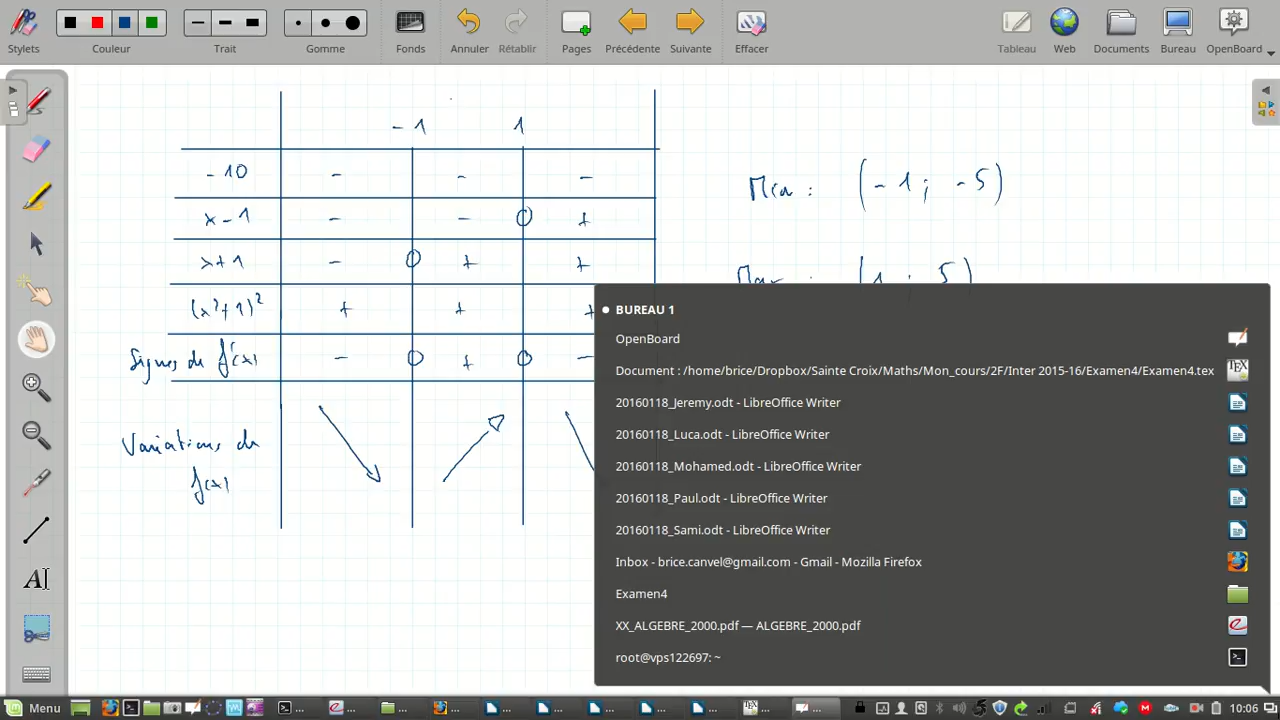 Stylets Couleur Trait Gomme Fonds Annuler Rétablir Pages Précédente Suivante Effacer Tableau Web Documents Bureau OpenBoard
-1 1
-10 - - -
x-1 - - 0 +
x+1 - 0 + +
(x²+1)² + + +
Signes de f'(x) - 0 + 0 -
Variations de
f(x)
Min : (-1 ; -5)
Max : (1 ; 5)
BUREAU 1
OpenBoard
Document : /home/brice/Dropbox/Sainte Croix/Maths/Mon_cours/2F/Inter 2015-16/Examen4/Examen4.tex
20160118_Jeremy.odt - LibreOffice Writer
20160118_Luca.odt - LibreOffice Writer
20160118_Mohamed.odt - LibreOffice Writer
20160118_Paul.odt - LibreOffice Writer
20160118_Sami.odt - LibreOffice Writer
Inbox - brice.canvel@gmail.com - Gmail - Mozilla Firefox
Examen4
XX_ALGEBRE_2000.pdf — ALGEBRE_2000.pdf
root@vps122697: ~
Menu ... ... ... ... ... ... ... ... ... ... ... 10:06